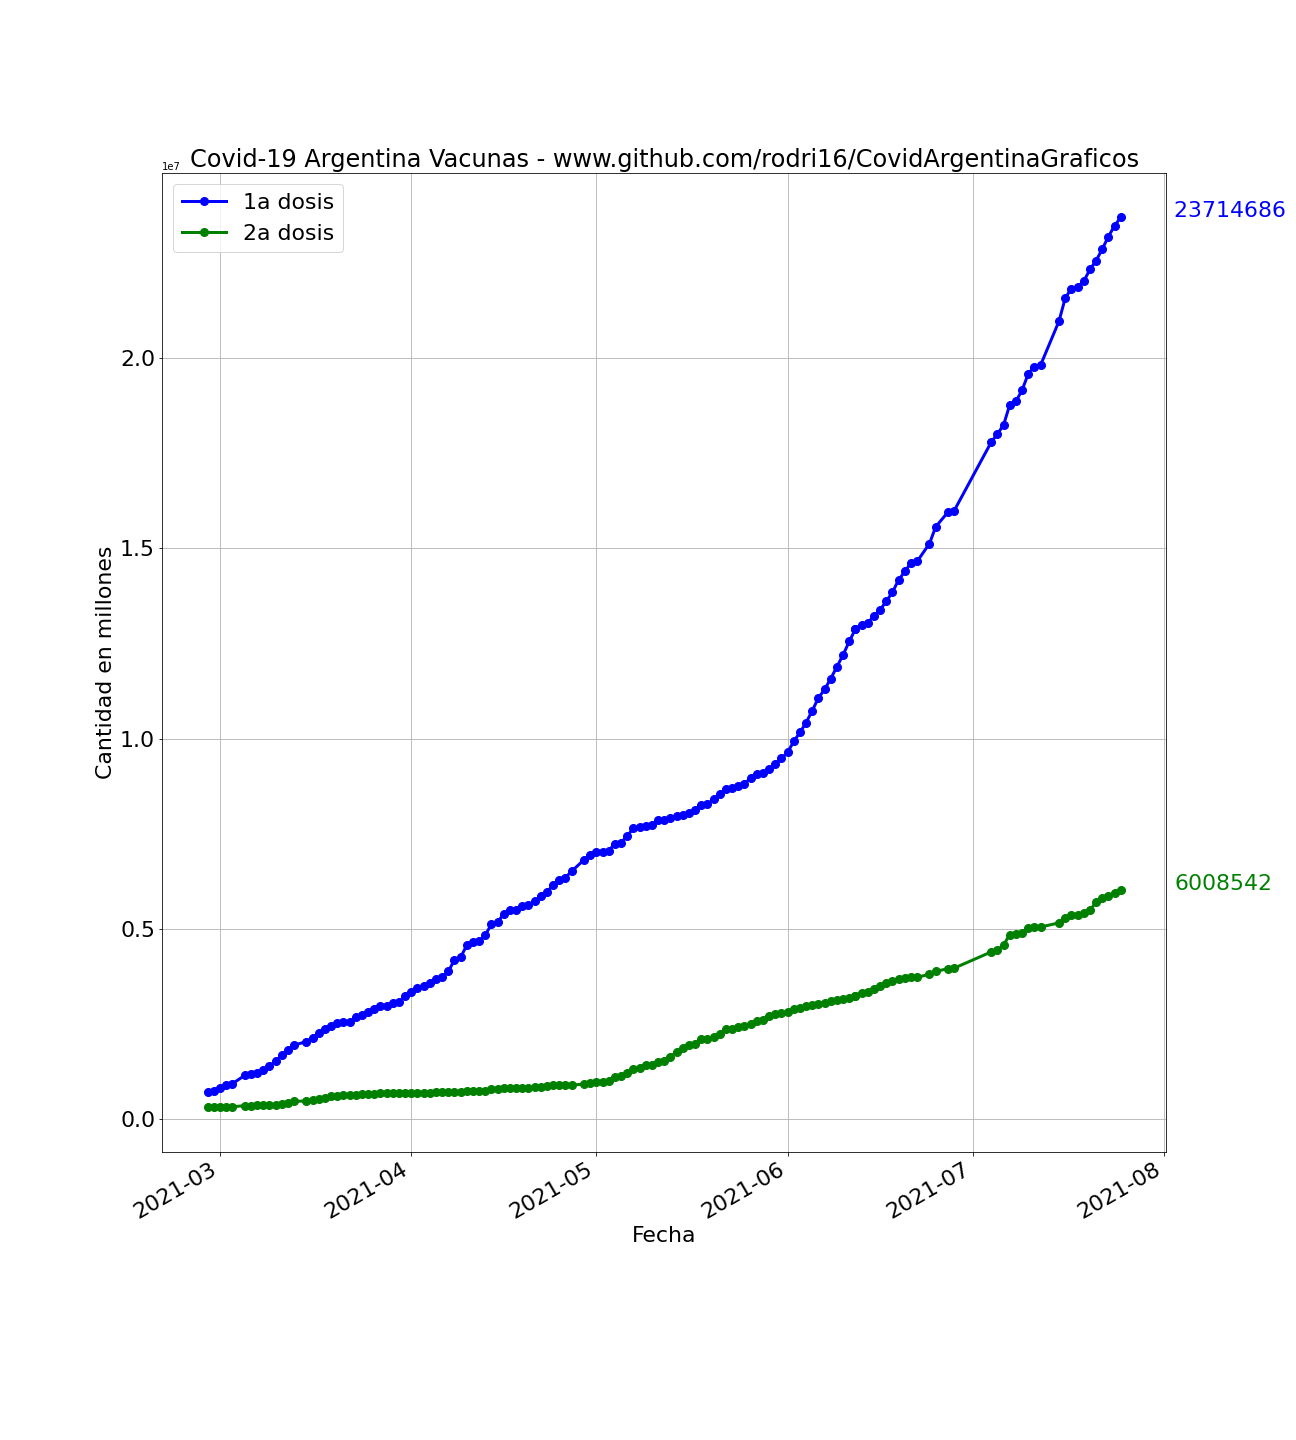 Covid-19 Argentina Vacunas - www.github.com/rodri16/CovidArgentinaGraficos
1e7
1a dosis
2a dosis
23714686
6008542
2.0
1.5
1.0
0.5
0.0
Cantidad en millones
2021-03
2021-04
2021-05
2021-06
2021-07
2021-08
Fecha